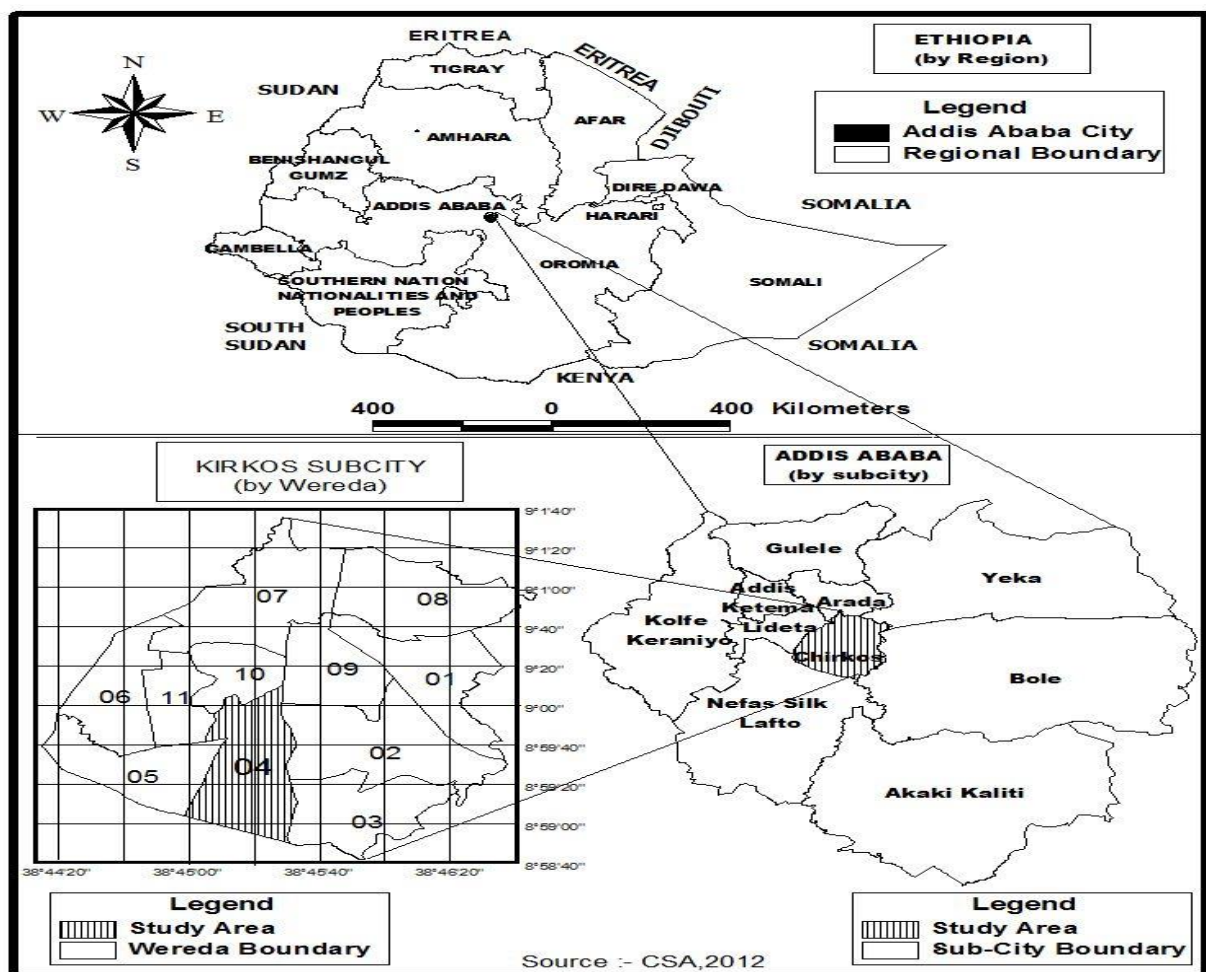 ERITREA
ETHIOPIA
(by Region)
N
W
E
S
SUDAN
TIGRAY
ERITREA
AFAR
DJIBOUTI
AMHARA
Legend
Addis Ababa City
Regional Boundary
BENISHANGUL
GUMZ
DIRE DAWA
ADDIS ABABA
HARARI
SOMALIA
GAMBELLA
OROMIA
SOMALI
SOUTHERN NATION
NATIONALITIES AND
PEOPLES
SOUTH
SUDAN
SOMALIA
KENYA
400 0 400 Kilometers
KIRKOS SUBCITY
(by Wereda)
07
08
10
09
01
06
11
04
02
05
03
9°1'40"
9°1'20"
9°1'00"
9°40'
9°20"
9°00"
8°59'40"
8°59'20"
8°59'00"
8°58'40"
38°44'20" 38°45'00" 38°45'40" 38°46'20"
Legend
Study Area
Wereda Boundary
ADDIS ABABA
(by subcity)
Gulele
Yeka
Addis
Ketema
Arada
Kolfe
Keraniyo
Lideta
Chirkos
Bole
Nefas Silk
Lafto
Akaki Kaliti
Legend
Study Area
Sub-City Boundary
Source :- CSA,2012